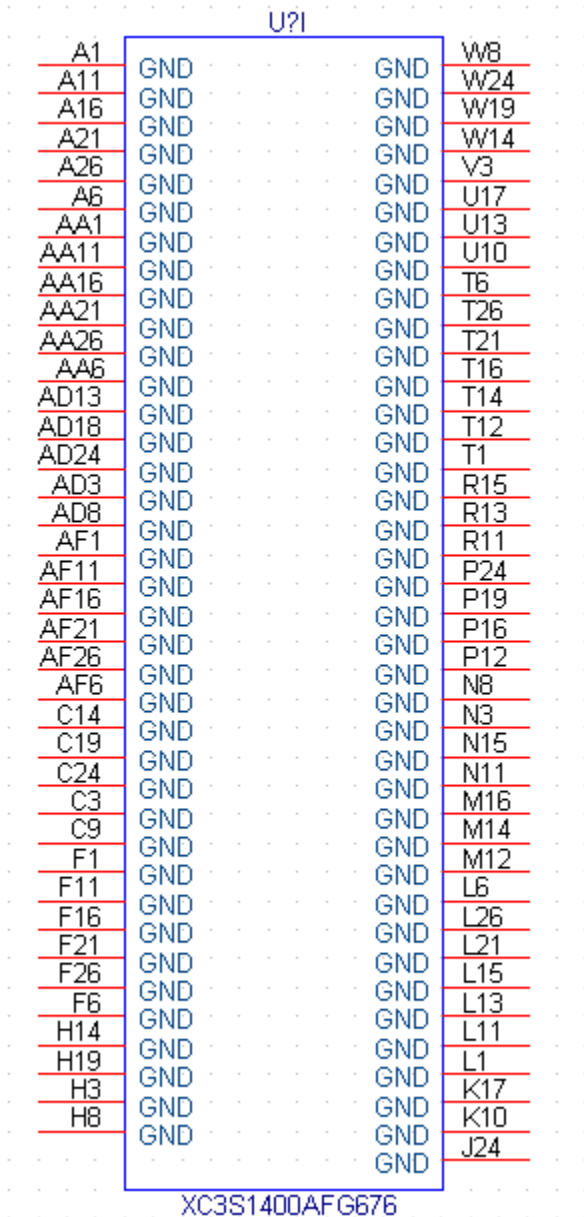 U?I
A1 GND GND W8
A11 GND GND W24
A16 GND GND W19
A21 GND GND W14
A26 GND GND V3
A6 GND GND U17
AA1 GND GND U13
AA11 GND GND U10
AA16 GND GND T6
AA21 GND GND T26
AA26 GND GND T21
AA6 GND GND T16
AD13 GND GND T14
AD18 GND GND T12
AD24 GND GND T1
AD3 GND GND R15
AD8 GND GND R13
AF1 GND GND R11
AF11 GND GND P24
AF16 GND GND P19
AF21 GND GND P16
AF26 GND GND P12
AF6 GND GND N8
C14 GND GND N3
C19 GND GND N15
C24 GND GND N11
C3 GND GND M16
C9 GND GND M14
F1 GND GND M12
F11 GND GND L6
F16 GND GND L26
F21 GND GND L21
F26 GND GND L15
F6 GND GND L13
H14 GND GND L11
H19 GND GND L1
H3 GND GND K17
H8 GND GND K10
GND J24
XC3S1400AFG676